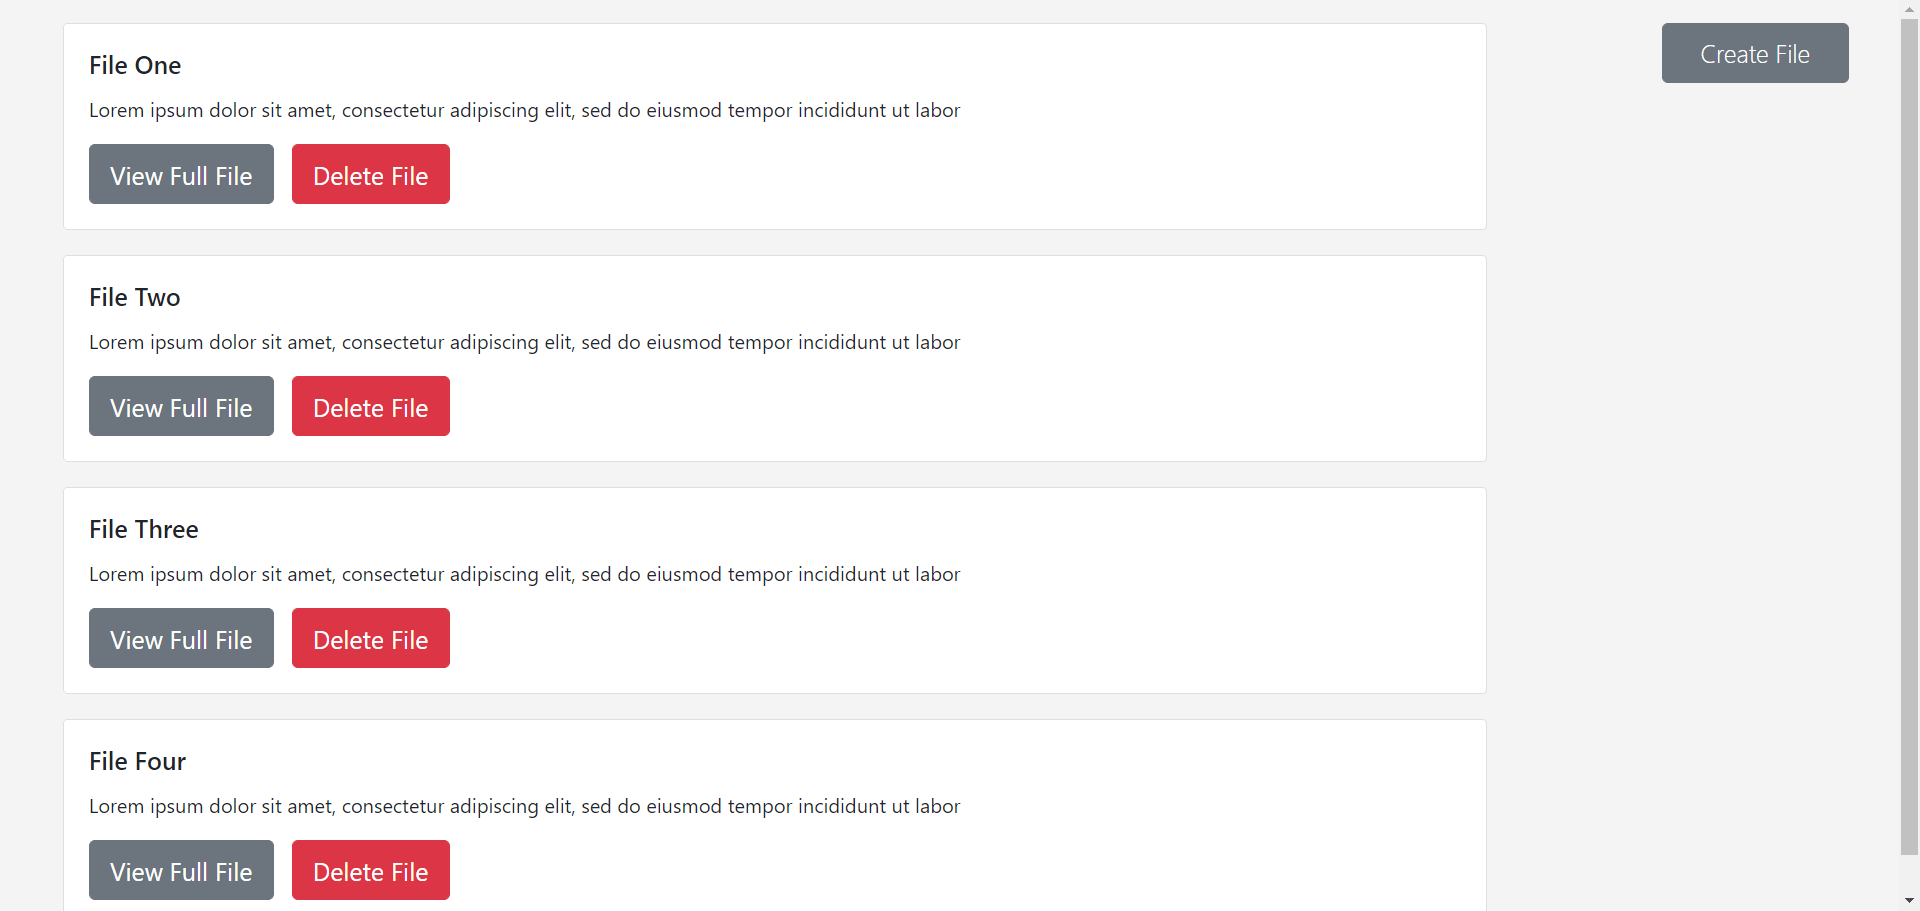 File One
Create File
Lorem ipsum dolor sit amet, consectetur adipiscing elit, sed do eiusmod tempor incididunt ut labor
View Full File
Delete File
File Two
Lorem ipsum dolor sit amet, consectetur adipiscing elit, sed do eiusmod tempor incididunt ut labor
View Full File
Delete File
File Three
Lorem ipsum dolor sit amet, consectetur adipiscing elit, sed do eiusmod tempor incididunt ut labor
View Full File
Delete File
File Four
Lorem ipsum dolor sit amet, consectetur adipiscing elit, sed do eiusmod tempor incididunt ut labor
View Full File
Delete File